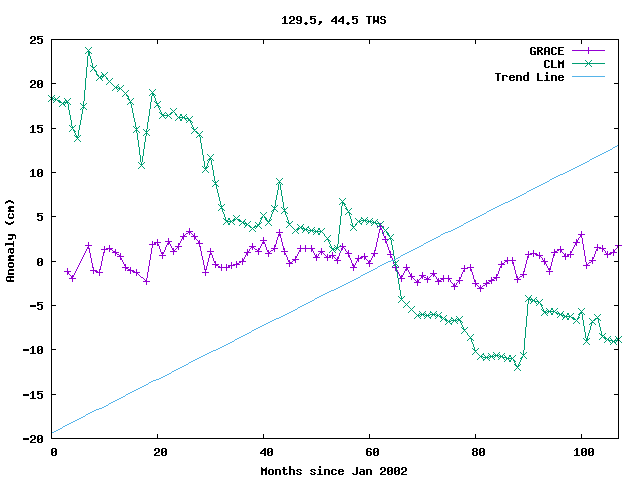 129.5, 44.5 TWS
GRACE
CLM
Trend Line
25
20
15
10
5
0
-5
-10
-15
-20
Anomaly (cm)
0 20 40 60 80 100
Months since Jan 2002